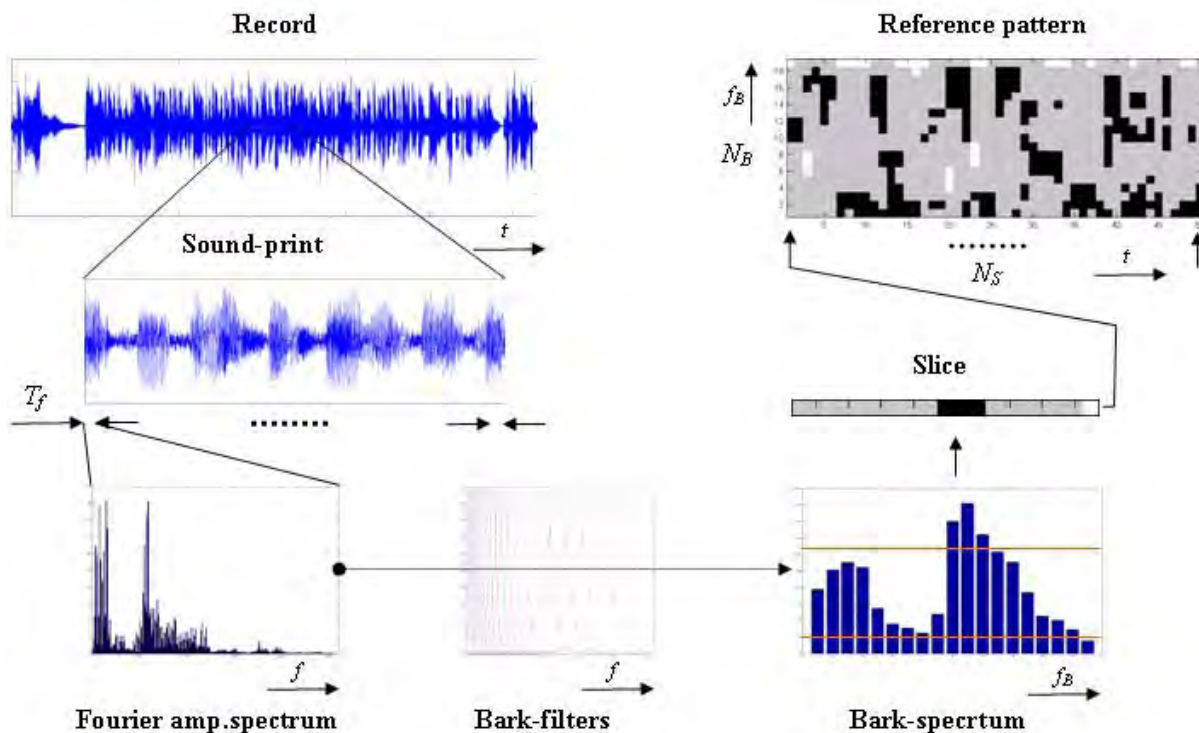 Record
Reference pattern
f_B
N_B
t
Sound-print
N_S
t
T_f
Slice
f
f
f_B
Fourier amp.spectrum
Bark-filters
Bark-specrtum